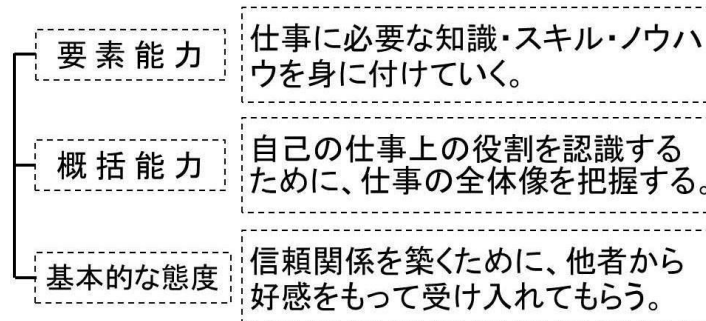 要素能力
仕事に必要な知識・スキル・ノウハ
ウを身に付けていく。
概括能力
自己の仕事上の役割を認識する
ために、仕事の全体像を把握する。
基本的な態度
信頼関係を築くために、他者から
好感をもって受け入れてもらう。